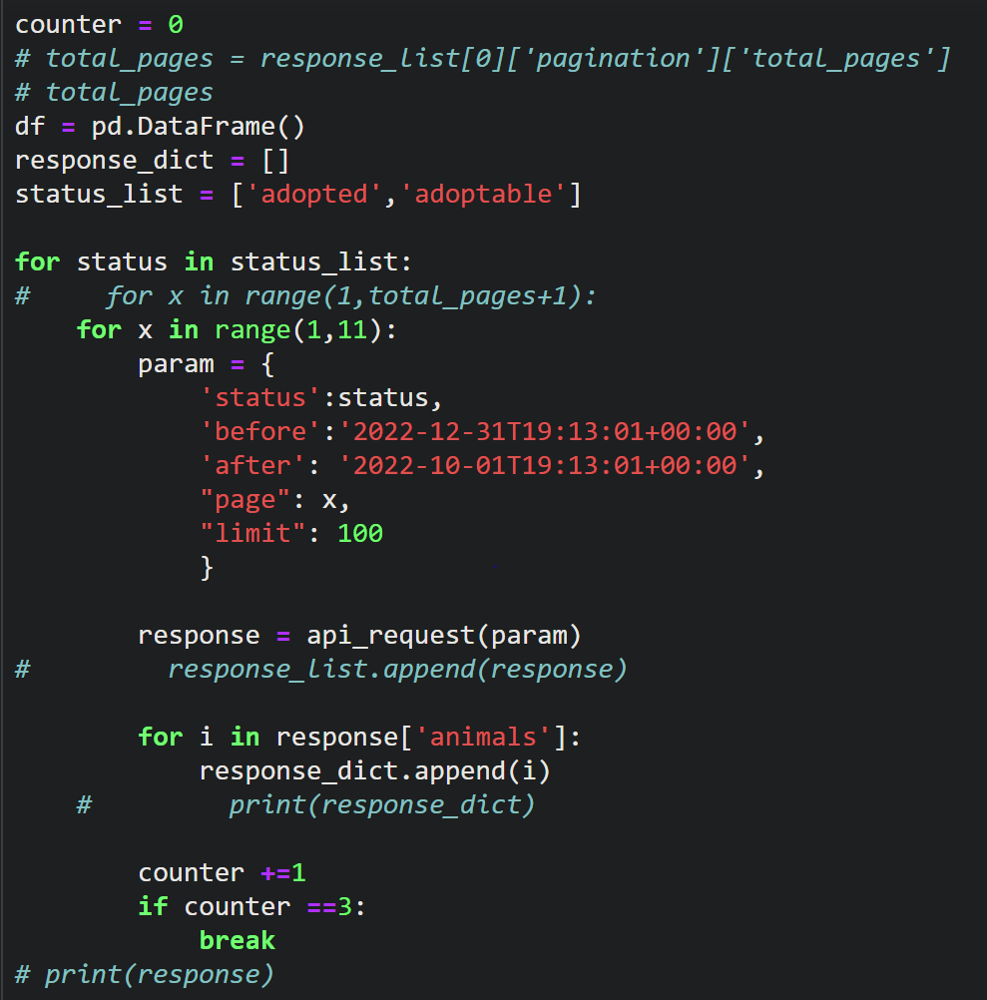 counter = 0
# total_pages = response_list[0]['pagination']['total_pages']
# total_pages
df = pd.DataFrame()
response_dict = []
status_list = ['adopted','adoptable']

for status in status_list:
#     for x in range(1,total_pages+1):
    for x in range(1,11):
        param = {
            'status':status,
            'before':'2022-12-31T19:13:01+00:00',
            'after': '2022-10-01T19:13:01+00:00',
            "page": x,
            "limit": 100
            }

        response = api_request(param)
#         response_list.append(response)

        for i in response['animals']:
            response_dict.append(i)
    #         print(response_dict)

        counter +=1
        if counter ==3:
            break
# print(response)